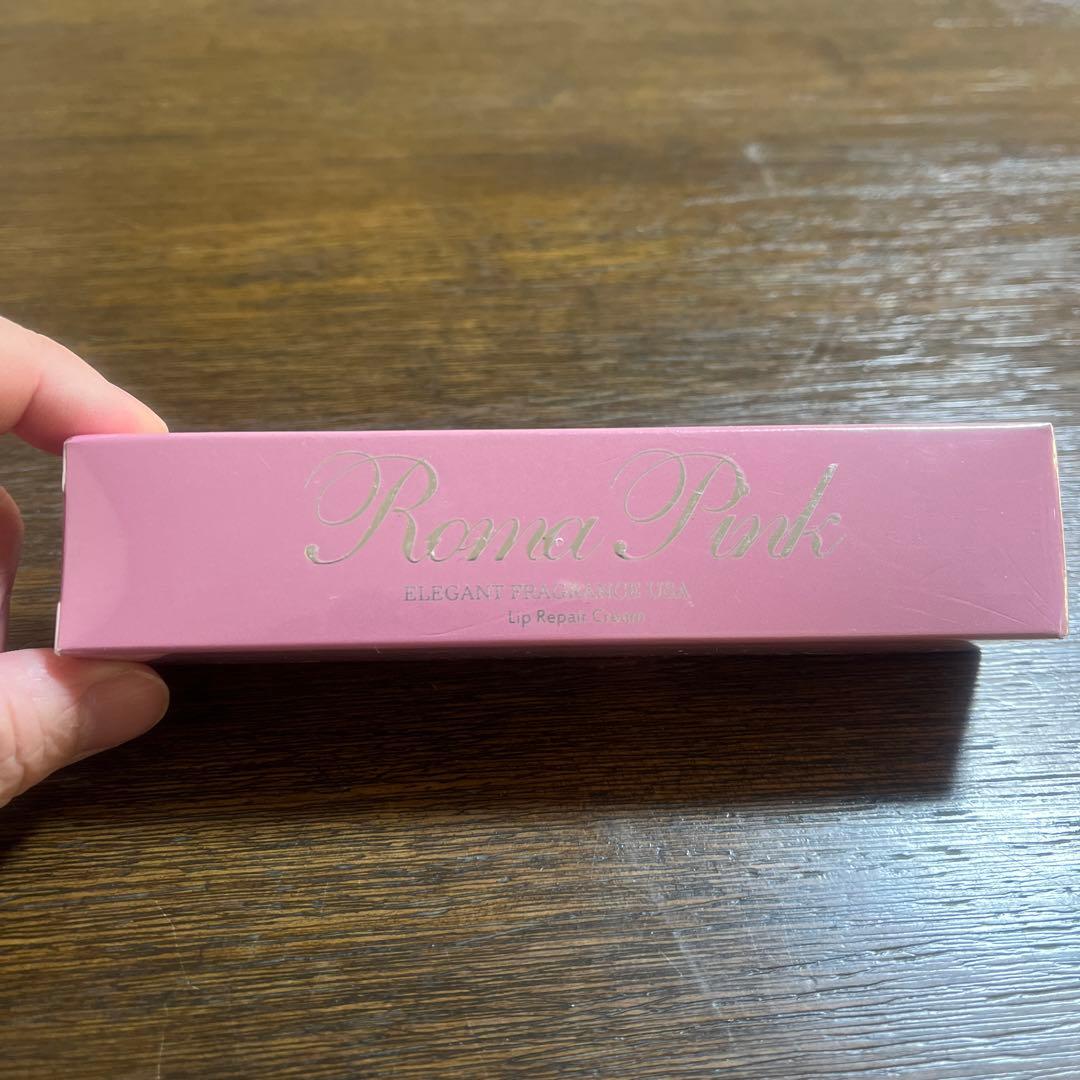 Roma Pink
ELEGANT FRAGRANCE USA
Lip Repair Cream